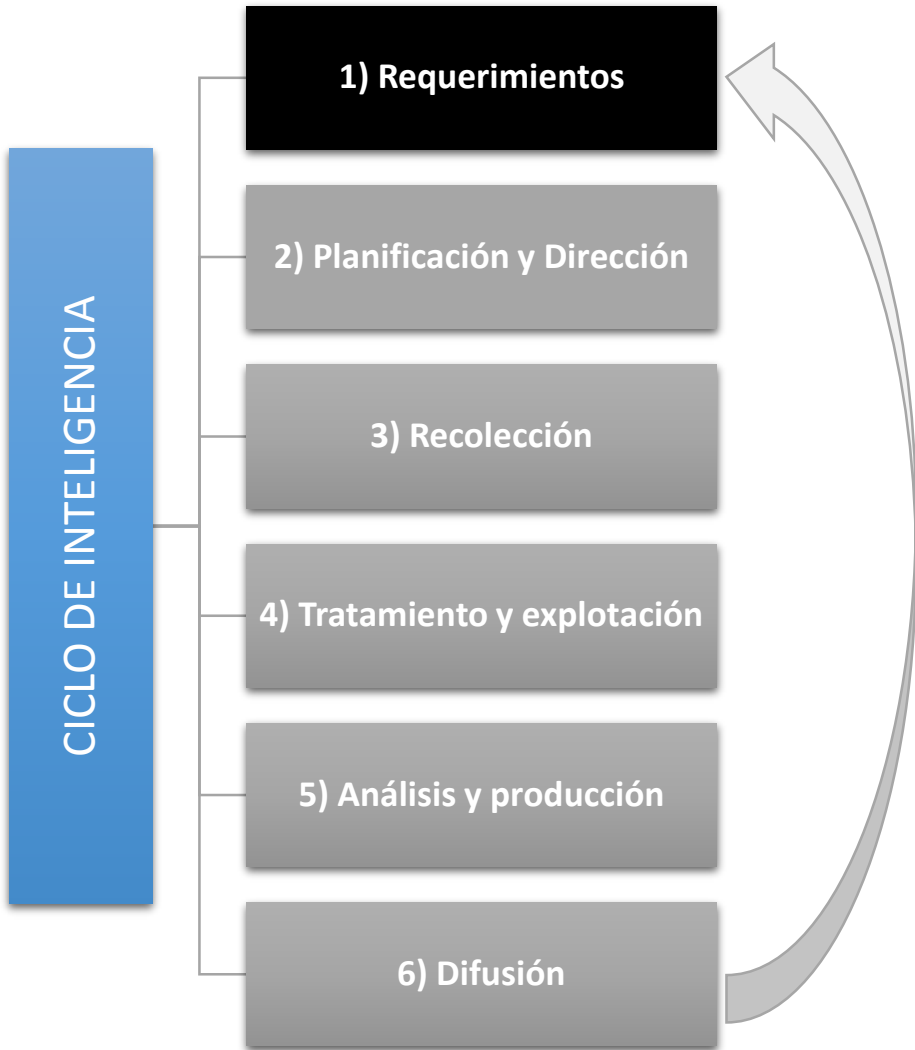 CICLO DE INTELIGENCIA
1) Requerimientos
2) Planificación y Dirección
3) Recolección
4) Tratamiento y explotación
5) Análisis y producción
6) Difusión